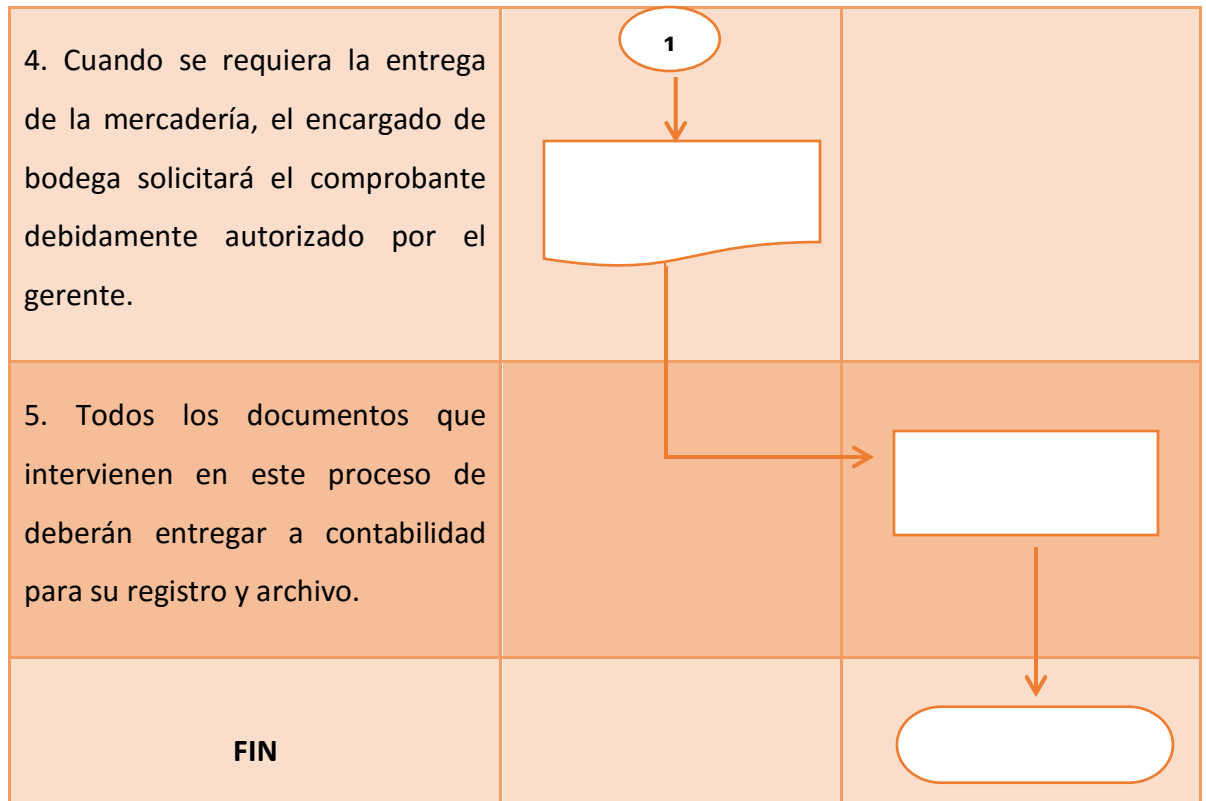 4. Cuando se requiera la entrega
de la mercadería, el encargado de
bodega solicitará el comprobante
debidamente autorizado por el
gerente.
1
5. Todos los documentos que
intervienen en este proceso de
deberán entregar a contabilidad
para su registro y archivo.
FIN